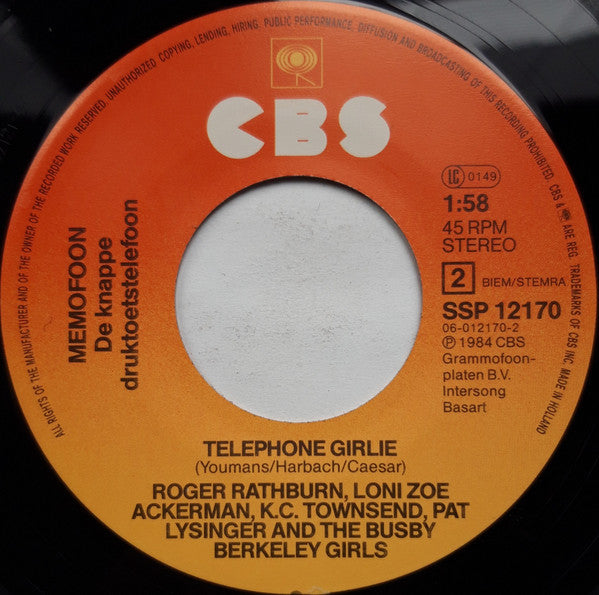 ALL RIGHTS OF THE MANUFACTURER AND OF THE OWNER OF THE RECORDED WORK RESERVED. UNAUTHORIZED COPYING, LENDING, HIRING. PUBLIC PERFORMANCE, DIFFUSION AND BROADCASTING OF THIS RECORDING PROHIBITED. CBS & ARE REG. TRADEMARKS OF CBS INC. MADE IN HOLLAND
CBS
MEMOFOON
De knappe
druktoetstelefoon
LC 0149
1:58
45 RPM
STEREO
2 BIEM/STEMRA
SSP 12170
06-012170-2
Ⓟ 1984 CBS
Grammofoon-
platen B.V.
Intersong
Basart
TELEPHONE GIRLIE
(Youmans/Harbach/Caesar)
ROGER RATHBURN, LONI ZOE
ACKERMAN, K.C. TOWNSEND, PAT
LYSINGER AND THE BUSBY
BERKELEY GIRLS